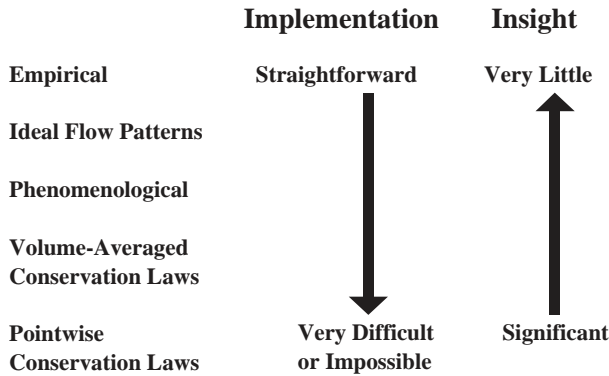 Implementation Insight
Empirical Straightforward Very Little
Ideal Flow Patterns
Phenomenological
Volume-Averaged
Conservation Laws
Pointwise Very Difficult Significant
Conservation Laws or Impossible